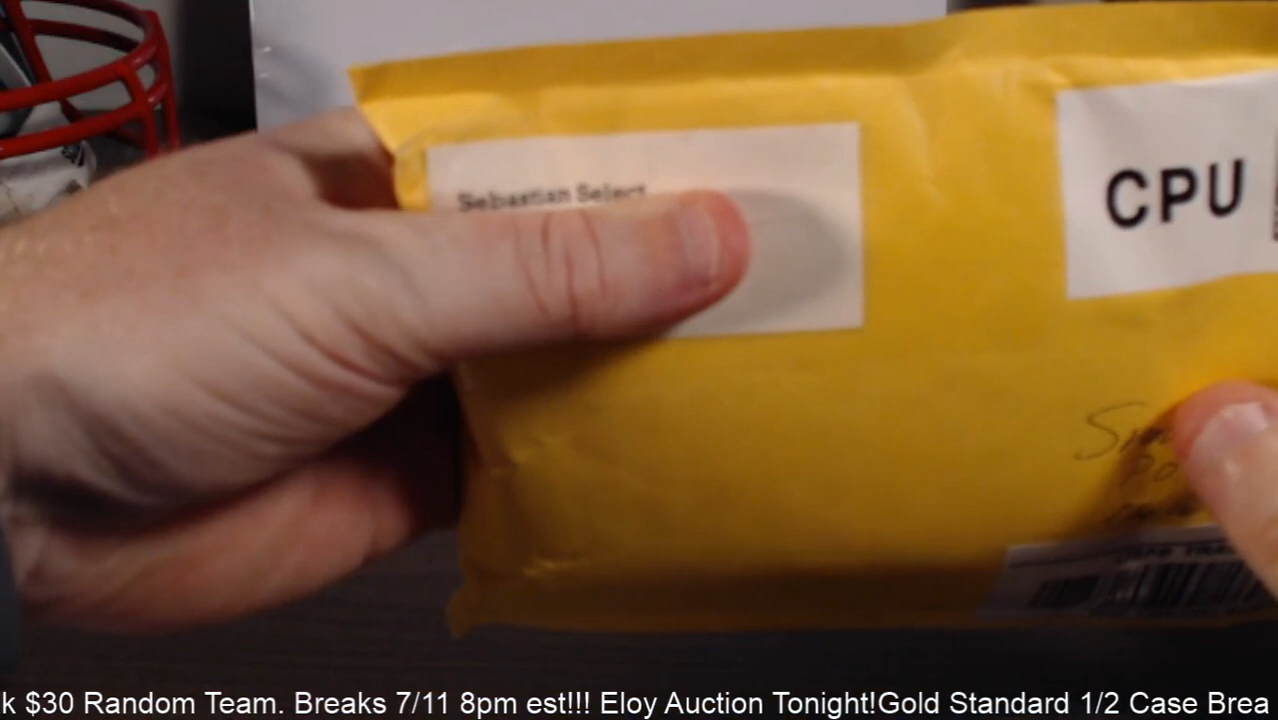 Sebastian Select
CPU
k $30 Random Team. Breaks 7/11 8pm est!!! Eloy Auction Tonight!Gold Standard 1/2 Case Brea